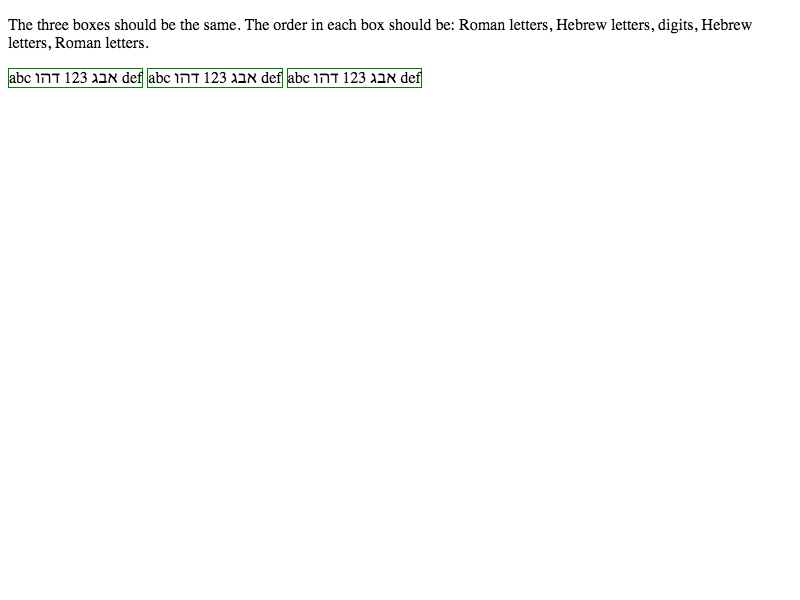 The three boxes should be the same. The order in each box should be: Roman letters, Hebrew letters, digits, Hebrew
letters, Roman letters.
abc אבג 123 דהו def abc אבג 123 דהו def abc אבג 123 דהו def